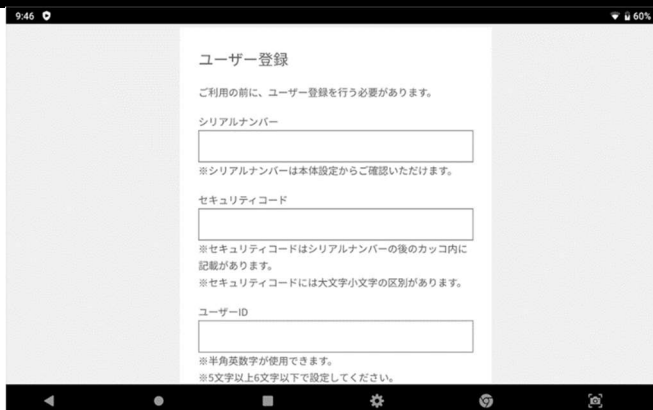 9:46
60%
ユーザー登録
ご利用の前に、ユーザー登録を行う必要があります。
シリアルナンバー
※シリアルナンバーは本体設定からご確認いただけます。
セキュリティコード
※セキュリティコードはシリアルナンバーの後のカッコ内に
記載があります。
※セキュリティコードには大文字小文字の区別があります。
ユーザーID
※半角英数字が使用できます。
※5文字以上6文字以下で設定してください。